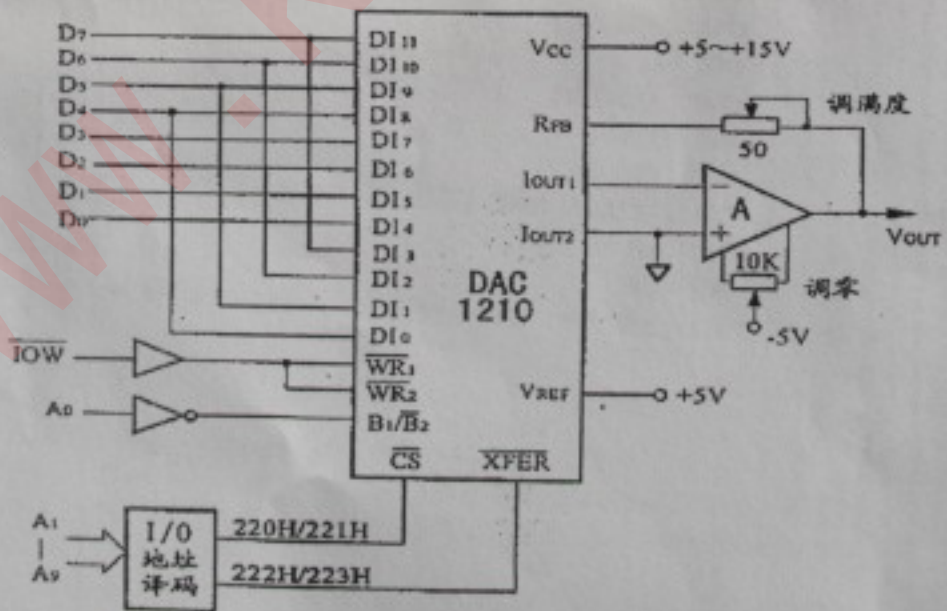 D7
D6
D5
D4
D3
D2
D1
D0
IOW
A0
A1
A9
I/O
地址
译码
220H/221H
222H/223H
DI11
DI10
DI9
DI8
DI7
DI6
DI5
DI4
DI3
DI2
DI1
DI0
WR1
WR2
B1/B2
CS
XFER
DAC
1210
VCC
RFB
IOUT1
IOUT2
VREF
+5~+15V
调满度
50
A
VOUT
10K
调零
-5V
+5V